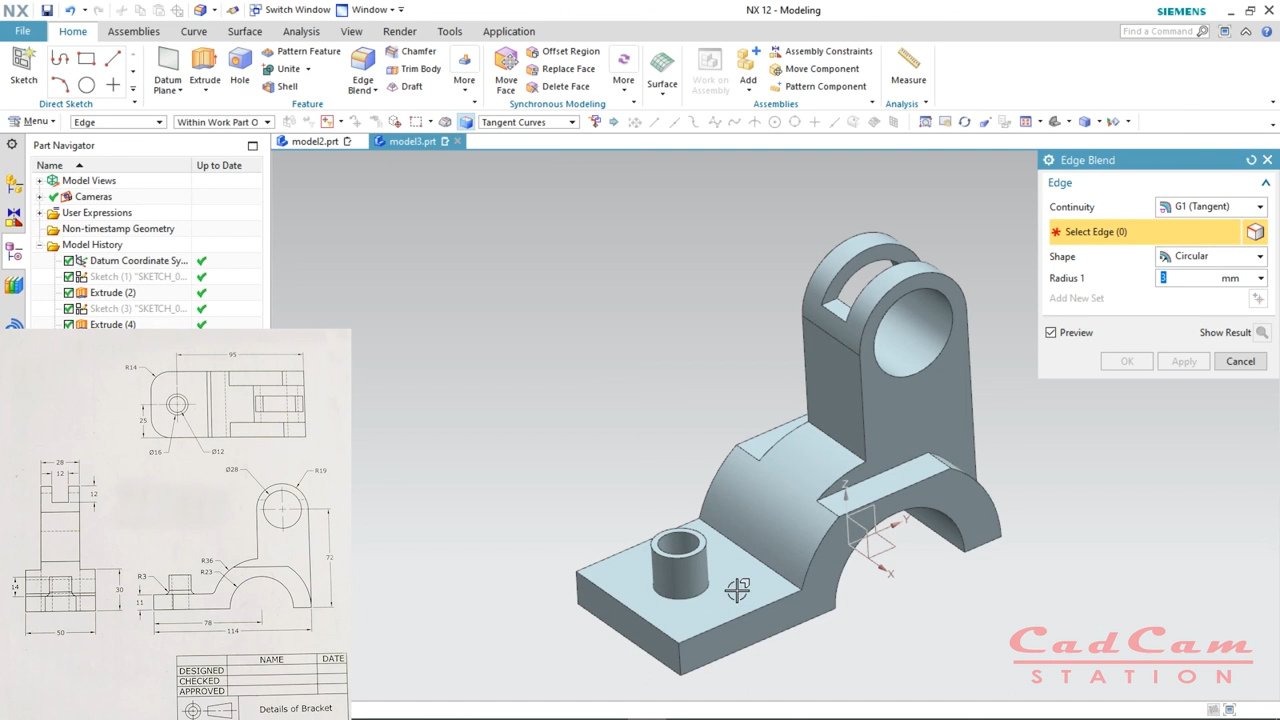 NX
Switch Window
Window
NX 12 - Modeling
SIEMENS
File
Home
Assemblies
Curve
Surface
Analysis
View
Render
Tools
Application
Find a Command
Sketch
Direct Sketch
Datum Plane
Extrude
Hole
Pattern Feature
Unite
Shell
Edge Blend
Chamfer
Trim Body
Draft
More
Feature
Move Face
Offset Region
Replace Face
Delete Face
More
Synchronous Modeling
Surface
Work on Assembly
Add
Assembly Constraints
Move Component
Pattern Component
Assemblies
Measure
Analysis
Menu
Edge
Within Work Part O
Tangent Curves
Part Navigator
model2.prt
model3.prt
Name
Up to Date
Model Views
Cameras
User Expressions
Non-timestamp Geometry
Model History
Datum Coordinate Sy...
Sketch (1) "SKETCH_0...
Extrude (2)
Sketch (3) "SKETCH_0...
Extrude (4)
Edge Blend
Edge
Continuity
G1 (Tangent)
* Select Edge (0)
Shape
Circular
Radius 1
3
mm
Add New Set
Preview
Show Result
OK
Apply
Cancel
Z
Y
X
95
R14
25
Ø16
Ø12
28
12
12
14
30
50
Ø28
R19
R36
R23
R3
11
72
78
114
NAME
DATE
DESIGNED
CHECKED
APPROVED
Details of Bracket
CadCam
STATION